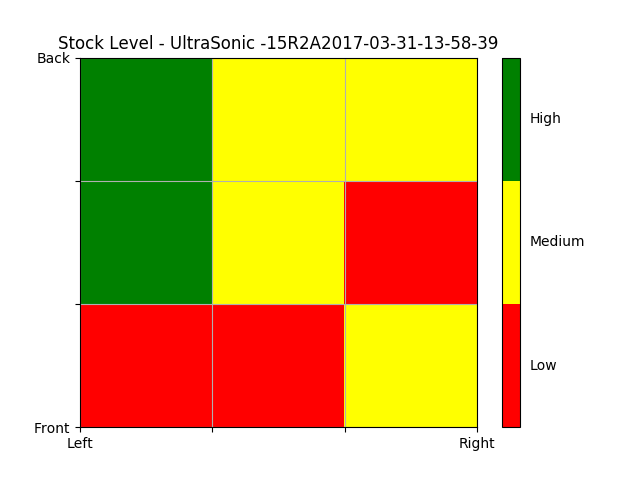 Stock Level - UltraSonic -15R2A2017-03-31-13-58-39
Back
High
Medium
Low
Front
Left
Right